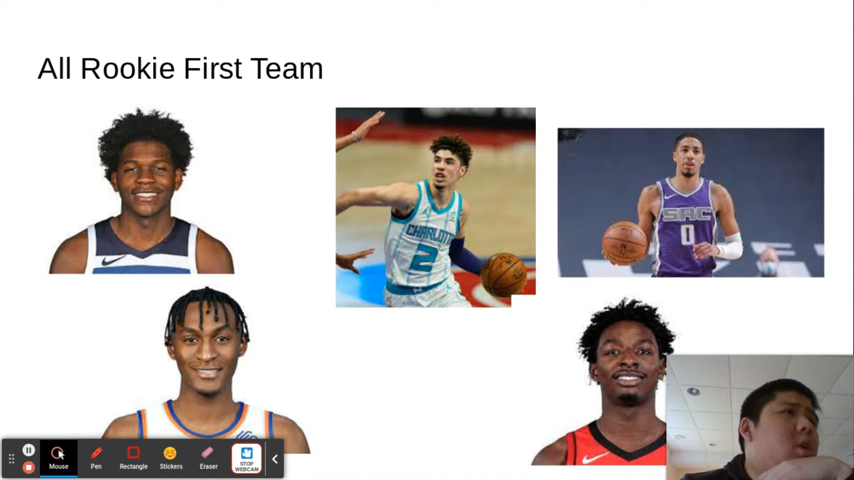 All Rookie First Team
CHARLOTTE
2
SAC
0
Mouse
Pen
Rectangle
Stickers
Eraser
STOP
WEBCAM